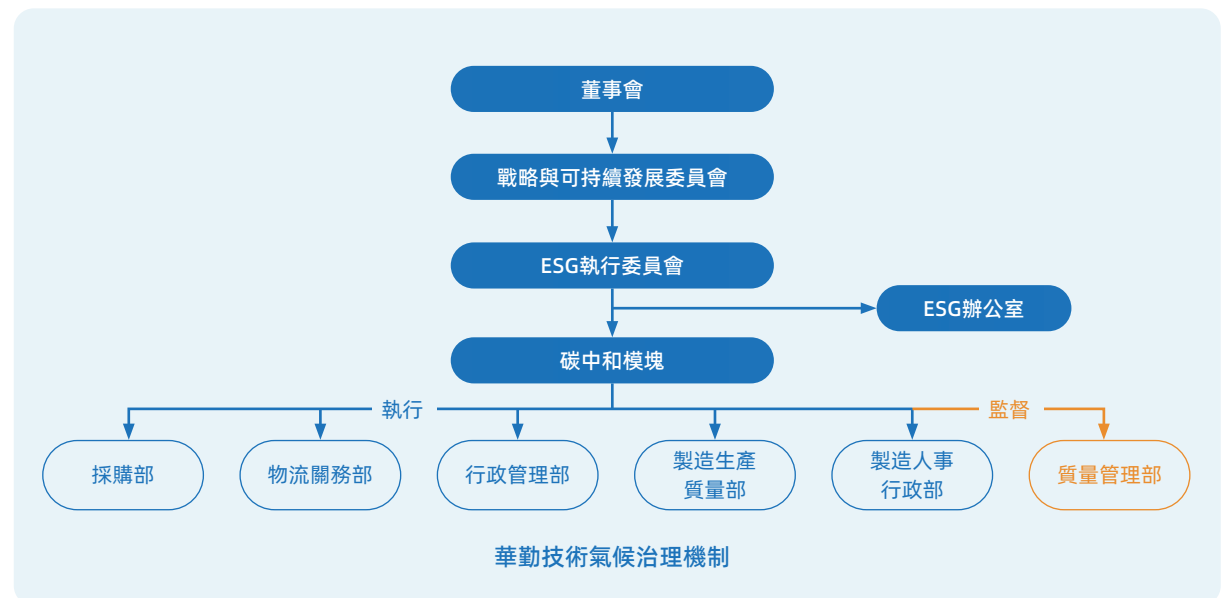 董事會
戰略與可持續發展委員會
ESG執行委員會
ESG辦公室
碳中和模塊
執行
監督
採購部
物流關務部
行政管理部
製造生產
質量部
製造人事
行政部
質量管理部
華勤技術氣候治理機制